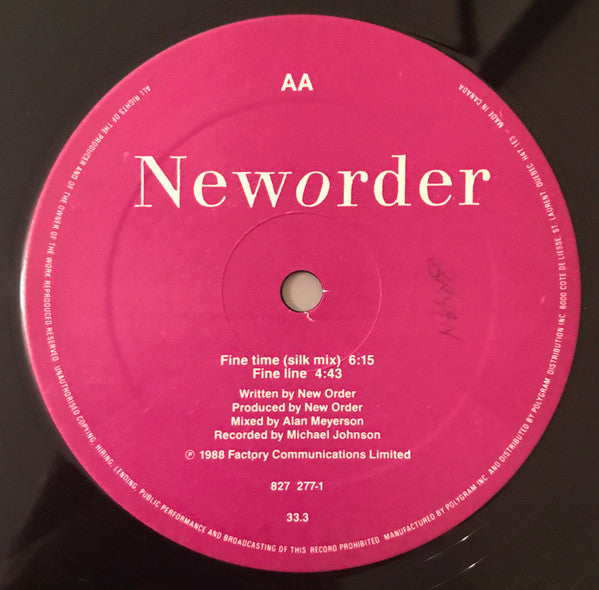 AA
Neworder
BRYAN
Fine time (silk mix) 6:15
Fine line 4:43
Written by New Order
Produced by New Order
Mixed by Alan Meyerson
Recorded by Michael Johnson
℗ 1988 Factory Communications Limited
827 277-1
33.3
ALL RIGHTS OF THE PRODUCER AND OF THE OWNER OF THE WORK REPRODUCED RESERVED. UNAUTHORISED COPYING, HIRING, LENDING, PUBLIC PERFORMANCE AND BROADCASTING OF THIS RECORD PROHIBITED. MANUFACTURED BY POLYGRAM INC. AND DISTRIBUTED BY POLYGRAM DISTRIBUTION INC. 6000 COTE DE LIESSE, ST. LAURENT, QUEBEC. H4T 1E3 – MADE IN CANADA